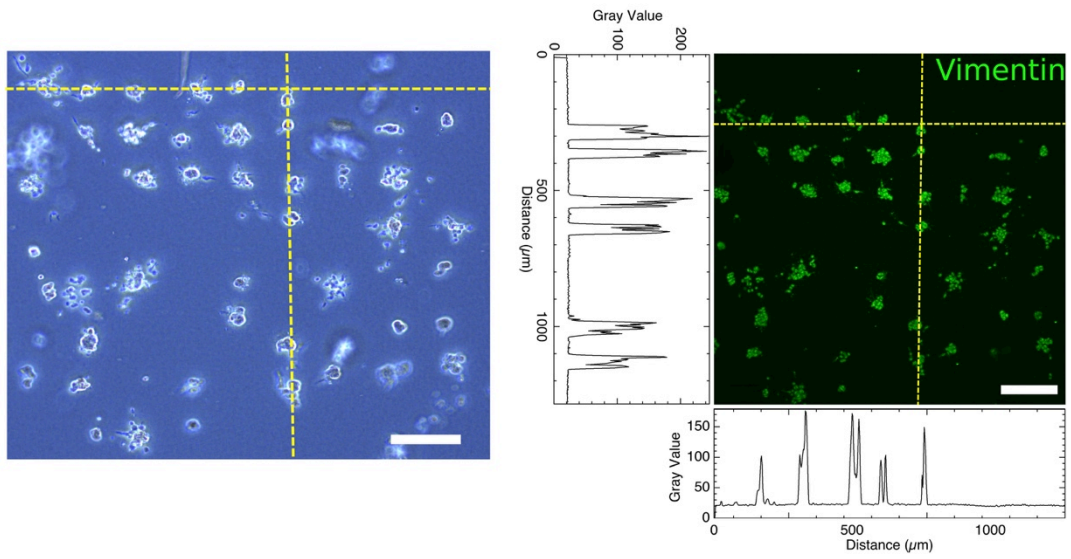 Gray Value
0 100 200
0
500
1000
Distance (µm)
Vimentin
150
100
50
0
Gray Value
0 500 1000
Distance (µm)